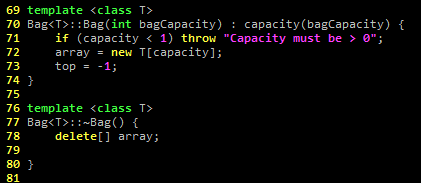 69 template <class T>
70 Bag<T>::Bag(int bagCapacity) : capacity(bagCapacity) {
71     if (capacity < 1) throw "Capacity must be > 0";
72     array = new T[capacity];
73     top = -1;
74 }
75
76 template <class T>
77 Bag<T>::~Bag() {
78     delete[] array;
79
80 }
81